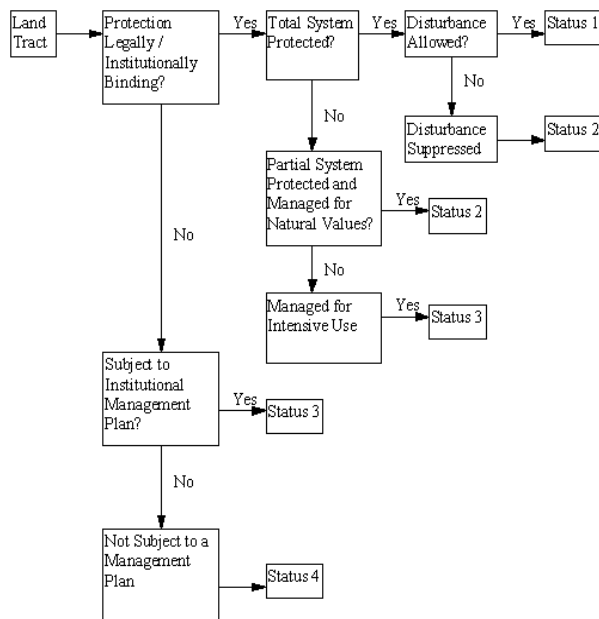 Land
Tract
Protection
Legally /
Institutionally
Binding?
Yes
Total System
Protected?
Yes
Disturbance
Allowed?
Yes
Status 1
No
No
Disturbance
Suppressed
Status 2
Partial System
Protected and
Managed for
Natural Values?
Yes
Status 2
No
No
Managed for
Intensive Use
Yes
Status 3
Subject to
Institutional
Management
Plan?
Yes
Status 3
No
Not Subject to a
Management
Plan
Status 4